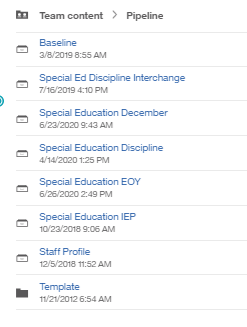 Team content > Pipeline
Baseline
3/8/2019 8:55 AM
Special Ed Discipline Interchange
7/16/2019 4:10 PM
Special Education December
6/23/2020 9:43 AM
Special Education Discipline
4/14/2020 1:25 PM
Special Education EOY
6/26/2020 2:49 PM
Special Education IEP
10/23/2018 9:06 AM
Staff Profile
12/5/2018 11:52 AM
Template
11/21/2012 6:54 AM